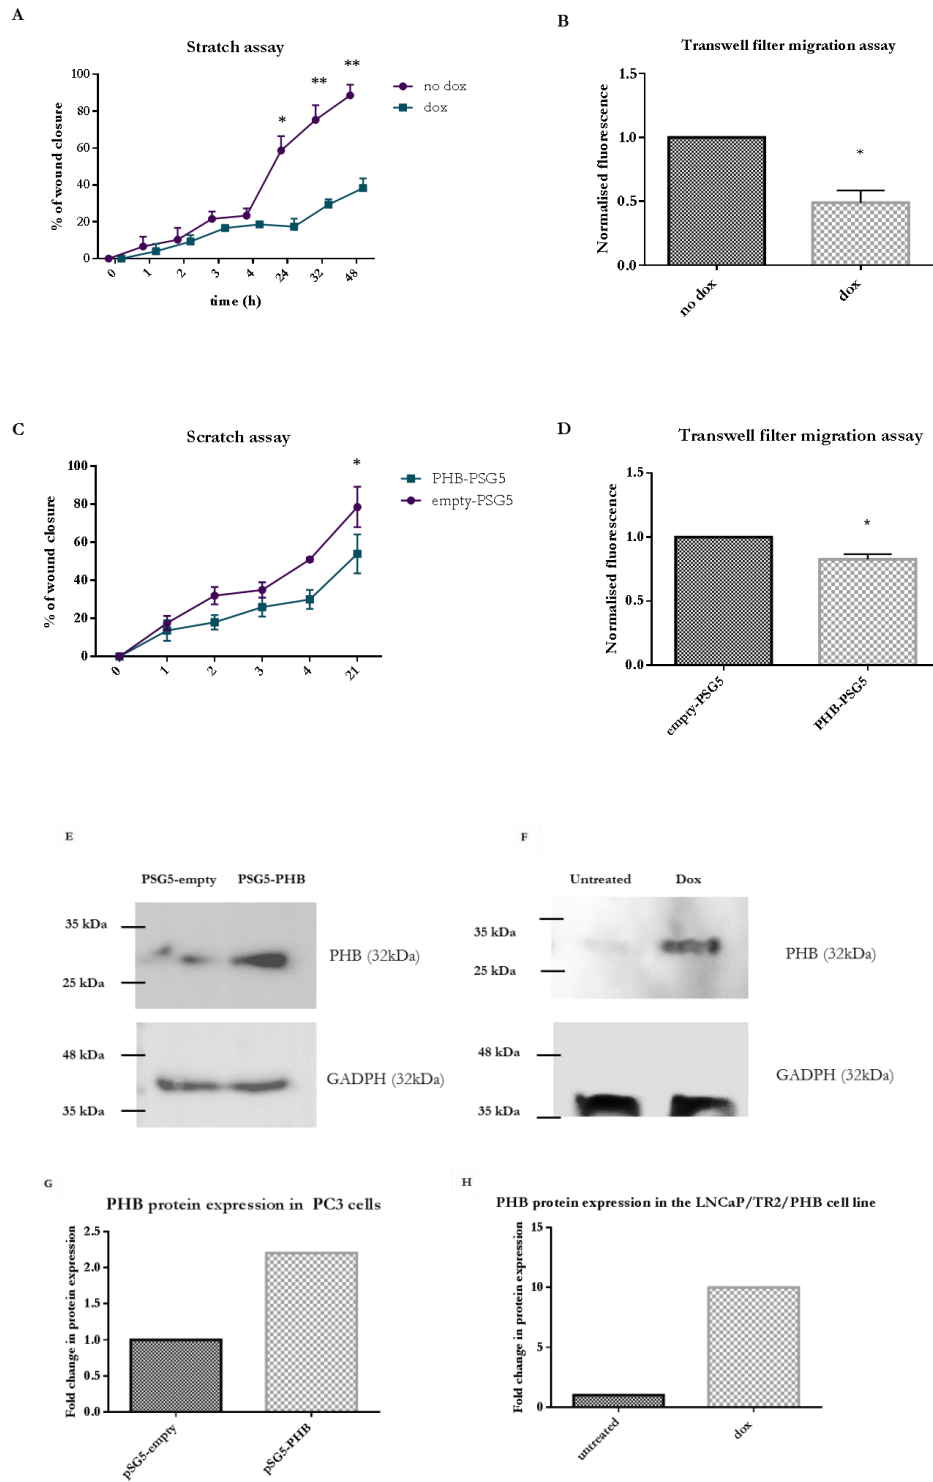 A
Stratch assay
% of wound closure
100
80
60
40
20
0
*
**
**
no dox
dox
0
1
2
3
4
24
32
48
time (h)
B
Transwell filter migration assay
Normalised fluorescence
1.5
1.0
0.5
0.0
*
no dox
dox
C
Scratch assay
% of wound closure
100
80
60
40
20
0
*
PHB-PSG5
empty-PSG5
0
1
2
3
4
21
D
Transwell filter migration assay
Normalised fluorescence
1.5
1.0
0.5
0.0
*
empty-PSG5
PHB-PSG5
E
PSG5-empty PSG5-PHB
35 kDa
25 kDa
PHB (32kDa)
48 kDa
35 kDa
GADPH (32kDa)
F
Untreated Dox
35 kDa
25 kDa
PHB (32kDa)
48 kDa
35 kDa
GADPH (32kDa)
G
PHB protein expression in PC3 cells
Fold change in protein expression
2.5
2.0
1.5
1.0
0.5
0.0
pSG5-empty
pSG5-PHB
H
PHB protein expression in the LNCaP/TR2/PHB cell line
Fold change in protein expression
15
10
5
0
untreated
dox